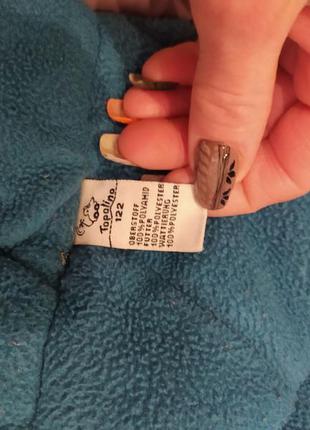 Topolino
122
OBERSTOFF
100%POLYAMID
FUTTER
100%POLYESTER
WATTIERUNG
100%POLYESTER